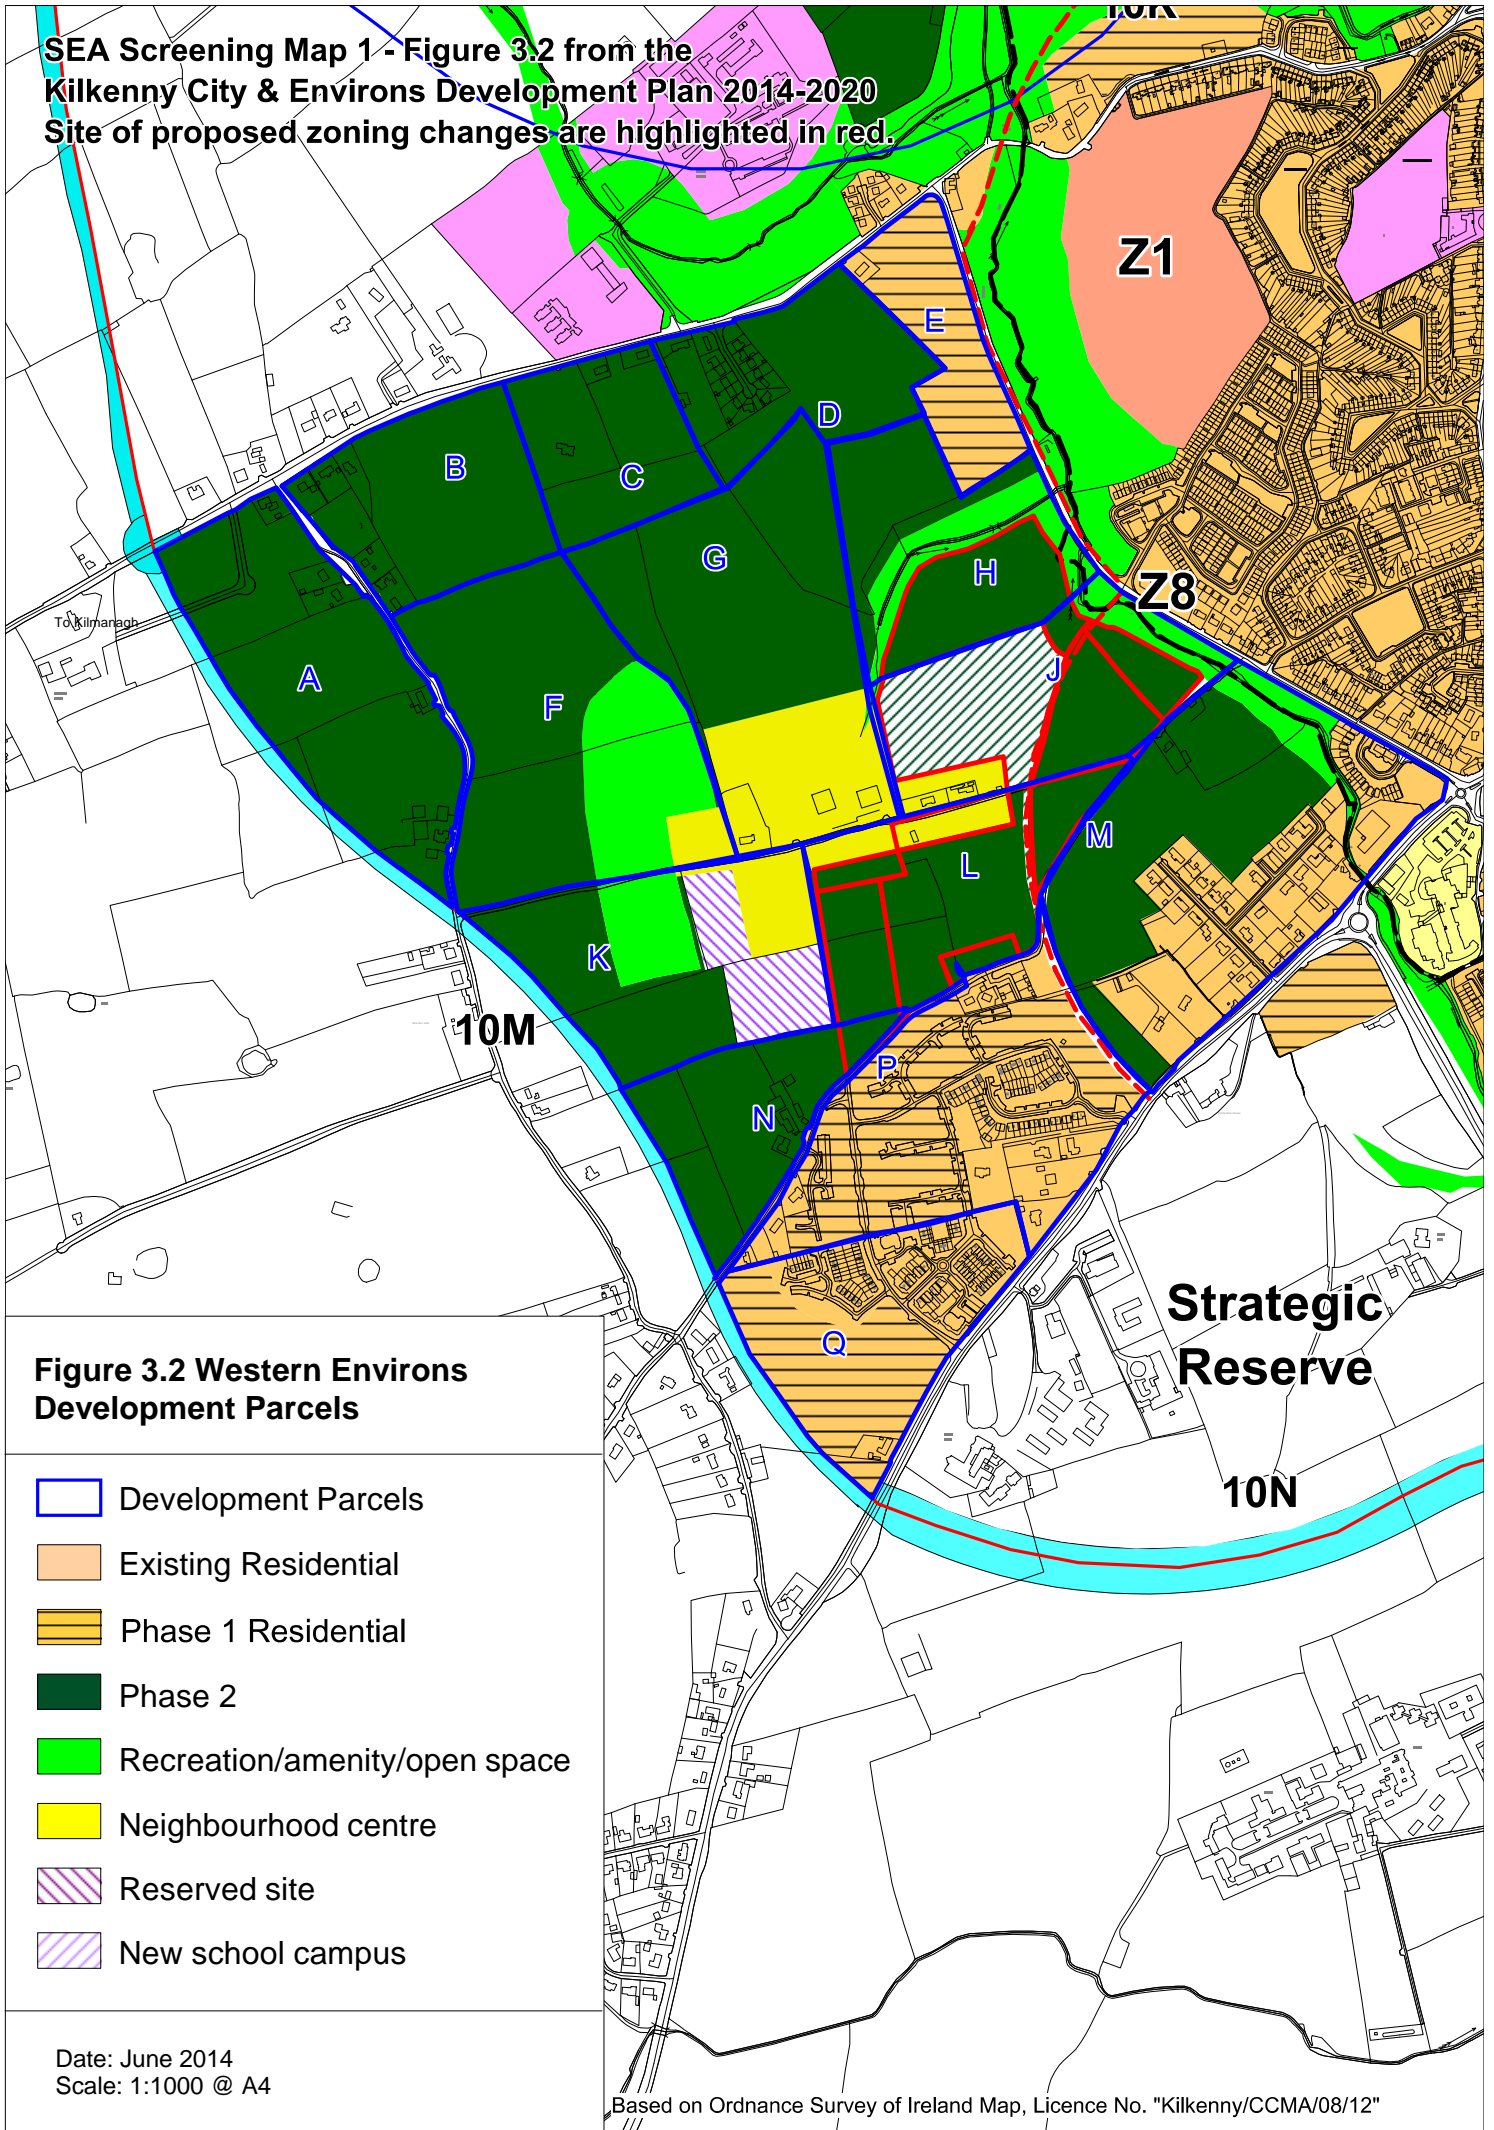 10K
SEA Screening Map 1 - Figure 3.2 from the
Kilkenny City & Environs Development Plan 2014-2020
Site of proposed zoning changes are highlighted in red.
Z1
E
D
B
C
G
H
Z8
To Kilmanagh
A
F
J
M
L
K
10M
P
N
Strategic
Reserve
Q
10N
Figure 3.2 Western Environs
Development Parcels
Development Parcels
Existing Residential
Phase 1 Residential
Phase 2
Recreation/amenity/open space
Neighbourhood centre
Reserved site
New school campus
Date: June 2014
Scale: 1:1000 @ A4
Based on Ordnance Survey of Ireland Map, Licence No. "Kilkenny/CCMA/08/12"